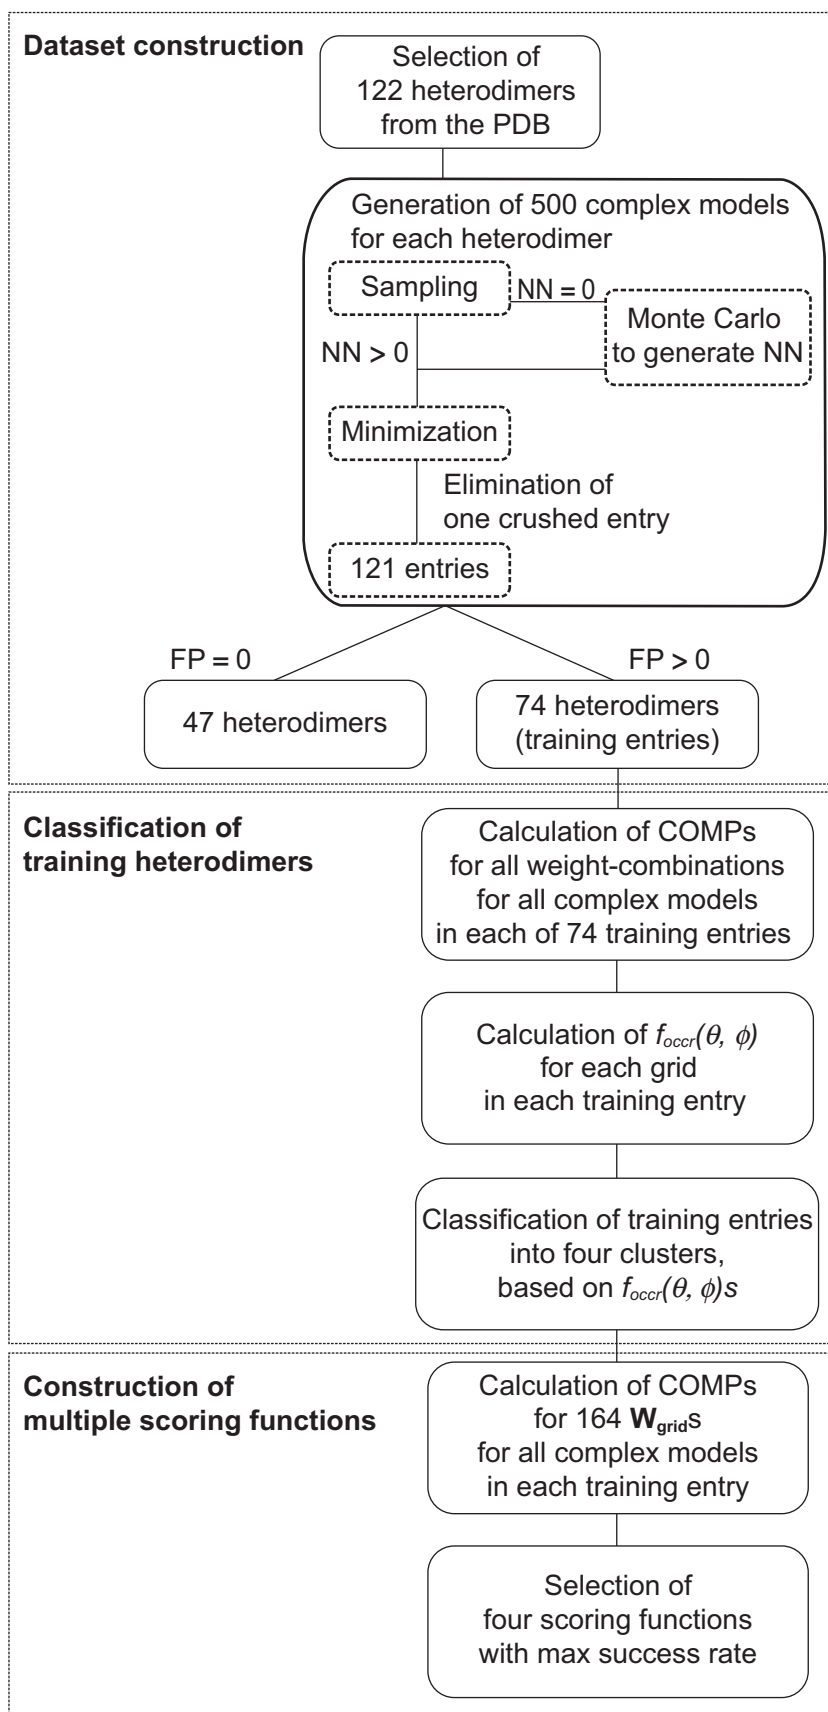 Dataset construction
Selection of
122 heterodimers
from the PDB
Generation of 500 complex models
for each heterodimer
Sampling
NN = 0
Monte Carlo
to generate NN
NN > 0
Minimization
Elimination of
one crushed entry
121 entries
FP = 0
FP > 0
47 heterodimers
74 heterodimers
(training entries)
Classification of
training heterodimers
Calculation of COMPs
for all weight-combinations
for all complex models
in each of 74 training entries
Calculation of foccr(θ, ϕ)
for each grid
in each training entry
Classification of training entries
into four clusters,
based on foccr(θ, ϕ)s
Construction of
multiple scoring functions
Calculation of COMPs
for 164 Wgrids
for all complex models
in each training entry
Selection of
four scoring functions
with max success rate